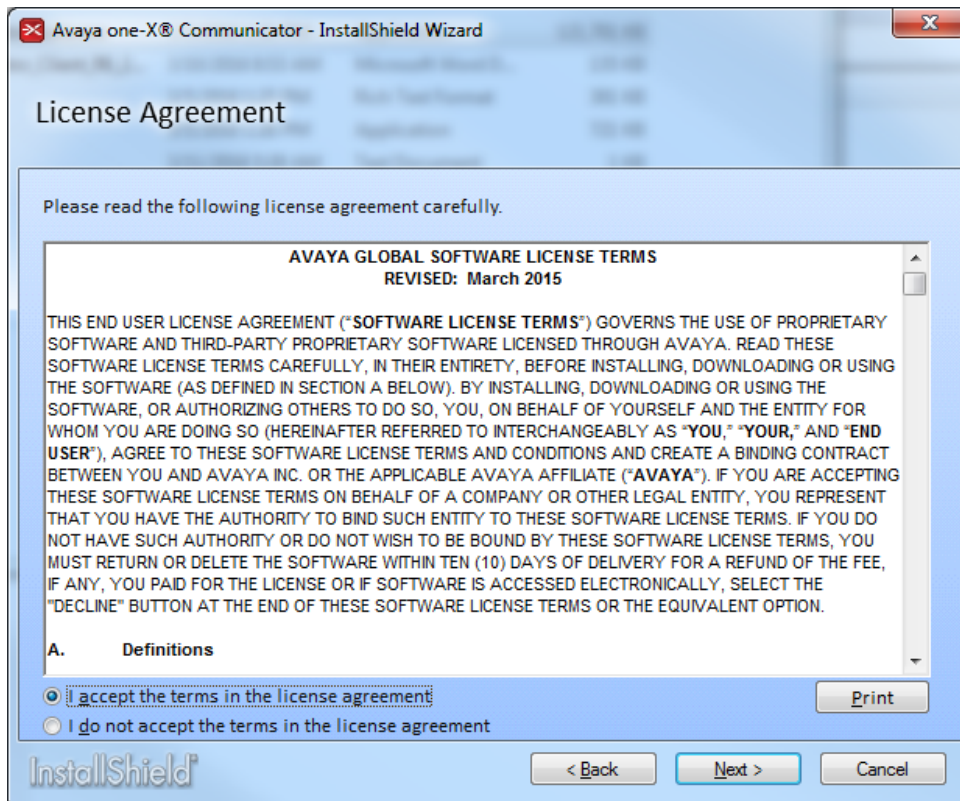 Avaya one-X® Communicator - InstallShield Wizard
License Agreement
Please read the following license agreement carefully.
AVAYA GLOBAL SOFTWARE LICENSE TERMS
REVISED: March 2015
THIS END USER LICENSE AGREEMENT (“SOFTWARE LICENSE TERMS”) GOVERNS THE USE OF PROPRIETARY
SOFTWARE AND THIRD-PARTY PROPRIETARY SOFTWARE LICENSED THROUGH AVAYA. READ THESE
SOFTWARE LICENSE TERMS CAREFULLY, IN THEIR ENTIRETY, BEFORE INSTALLING, DOWNLOADING OR USING
THE SOFTWARE (AS DEFINED IN SECTION A BELOW). BY INSTALLING, DOWNLOADING OR USING THE
SOFTWARE, OR AUTHORIZING OTHERS TO DO SO, YOU, ON BEHALF OF YOURSELF AND THE ENTITY FOR
WHOM YOU ARE DOING SO (HEREINAFTER REFERRED TO INTERCHANGEABLY AS “YOU,” “YOUR,” AND “END
USER”), AGREE TO THESE SOFTWARE LICENSE TERMS AND CONDITIONS AND CREATE A BINDING CONTRACT
BETWEEN YOU AND AVAYA INC. OR THE APPLICABLE AVAYA AFFILIATE (“AVAYA”). IF YOU ARE ACCEPTING
THESE SOFTWARE LICENSE TERMS ON BEHALF OF A COMPANY OR OTHER LEGAL ENTITY, YOU REPRESENT
THAT YOU HAVE THE AUTHORITY TO BIND SUCH ENTITY TO THESE SOFTWARE LICENSE TERMS. IF YOU DO
NOT HAVE SUCH AUTHORITY OR DO NOT WISH TO BE BOUND BY THESE SOFTWARE LICENSE TERMS, YOU
MUST RETURN OR DELETE THE SOFTWARE WITHIN TEN (10) DAYS OF DELIVERY FOR A REFUND OF THE FEE,
IF ANY, YOU PAID FOR THE LICENSE OR IF SOFTWARE IS ACCESSED ELECTRONICALLY, SELECT THE
"DECLINE" BUTTON AT THE END OF THESE SOFTWARE LICENSE TERMS OR THE EQUIVALENT OPTION.
A. Definitions
I accept the terms in the license agreement
Print
I do not accept the terms in the license agreement
InstallShield
< Back
Next >
Cancel